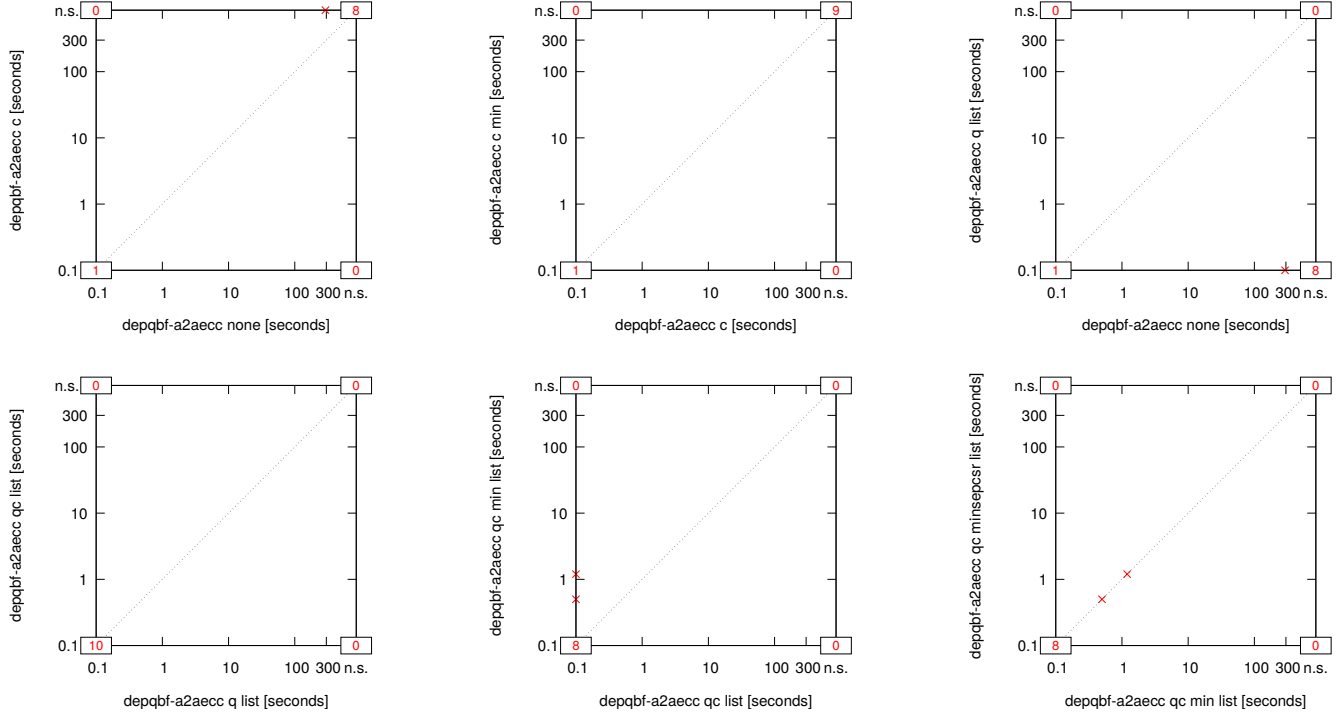 n.s. 0 8
300
100
10
1
0.1 1 0
0.1 1 10 100 300 n.s.
depqbf-a2aecc c [seconds]
depqbf-a2aecc none [seconds]
n.s. 0 9
300
100
10
1
0.1 1 0
0.1 1 10 100 300 n.s.
depqbf-a2aecc c min [seconds]
depqbf-a2aecc c [seconds]
n.s. 0 0
300
100
10
1
0.1 1 8
0.1 1 10 100 300 n.s.
depqbf-a2aecc q list [seconds]
depqbf-a2aecc none [seconds]
n.s. 0 0
300
100
10
1
0.1 10 0
0.1 1 10 100 300 n.s.
depqbf-a2aecc qc list [seconds]
depqbf-a2aecc q list [seconds]
n.s. 0 0
300
100
10
1
0.1 8 0
0.1 1 10 100 300 n.s.
depqbf-a2aecc qc min list [seconds]
depqbf-a2aecc qc list [seconds]
n.s. 0 0
300
100
10
1
0.1 8 0
0.1 1 10 100 300 n.s.
depqbf-a2aecc qc minsepcsr list [seconds]
depqbf-a2aecc qc min list [seconds]